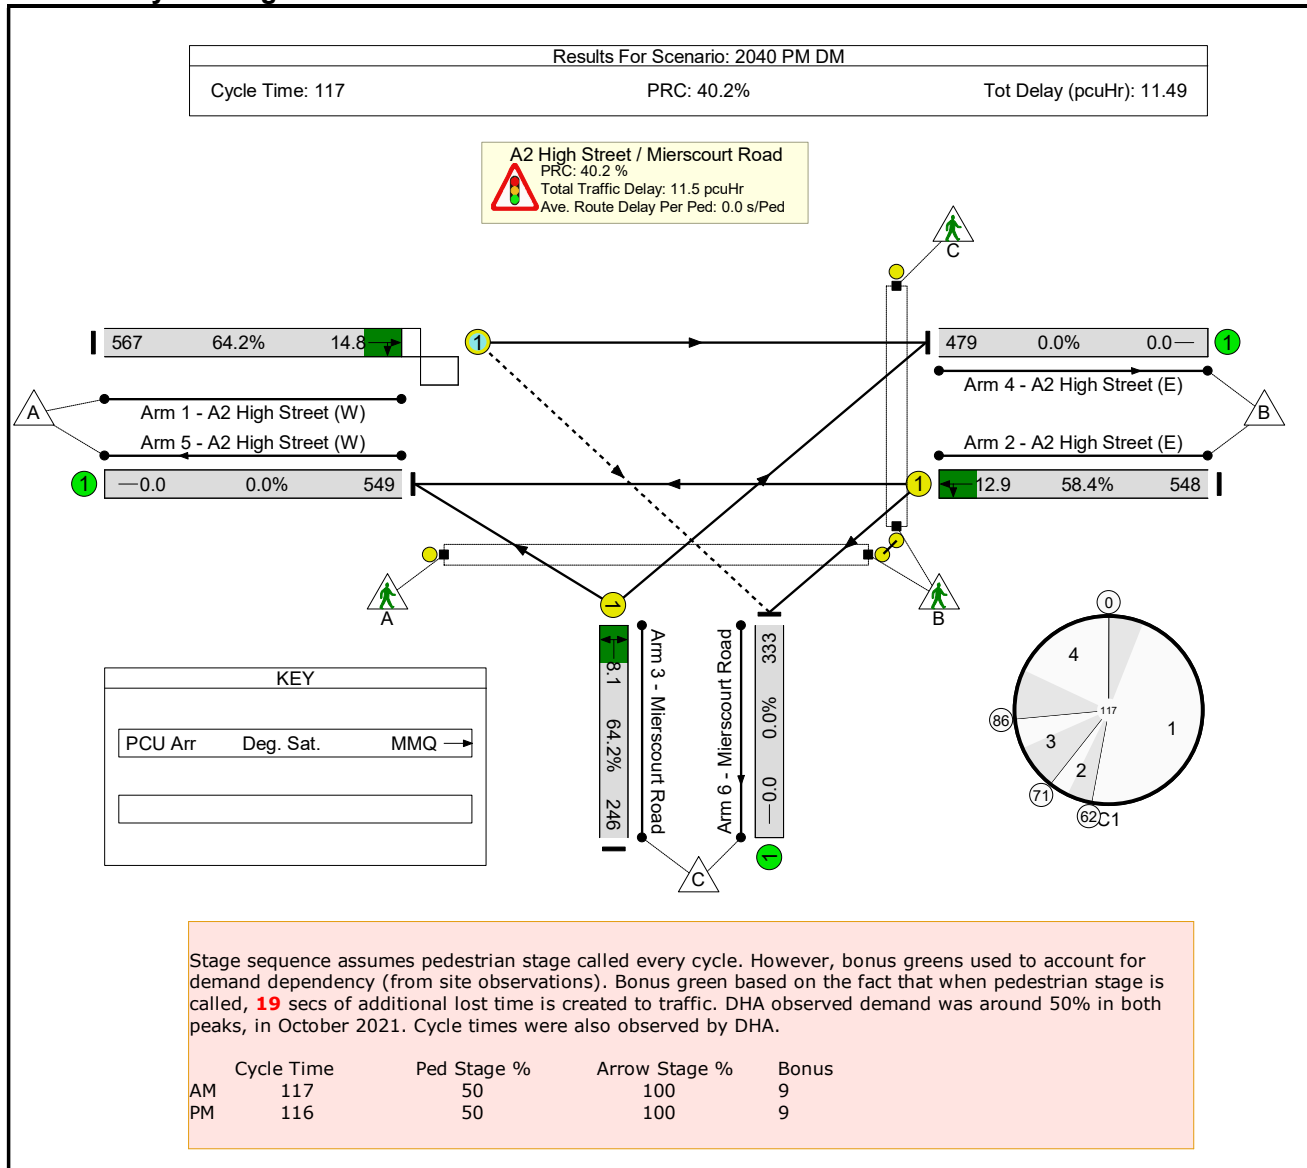 Results For Scenario: 2040 PM DM
Cycle Time: 117 PRC: 40.2% Tot Delay (pcuHr): 11.49
A2 High Street / Mierscourt Road
PRC: 40.2 %
Total Traffic Delay: 11.5 pcuHr
Ave. Route Delay Per Ped: 0.0 s/Ped
C
567 64.2% 14.8
1
479 0.0% 0.0
1
Arm 1 - A2 High Street (W)
Arm 4 - A2 High Street (E)
A
B
Arm 5 - A2 High Street (W)
Arm 2 - A2 High Street (E)
1
0.0 0.0% 549
1
12.9 58.4% 548
A
B
1
8.1 64.2% 246
Arm 3 - Mierscourt Road
Arm 6 - Mierscourt Road
0.0 0.0% 333
1
C
0
4
1
117
86
3
2
71
62
C1
KEY
PCU Arr Deg. Sat. MMQ
Stage sequence assumes pedestrian stage called every cycle. However, bonus greens used to account for
demand dependency (from site observations). Bonus green based on the fact that when pedestrian stage is
called, 19 secs of additional lost time is created to traffic. DHA observed demand was around 50% in both
peaks, in October 2021. Cycle times were also observed by DHA.
Cycle Time Ped Stage % Arrow Stage % Bonus
AM 117 50 100 9
PM 116 50 100 9